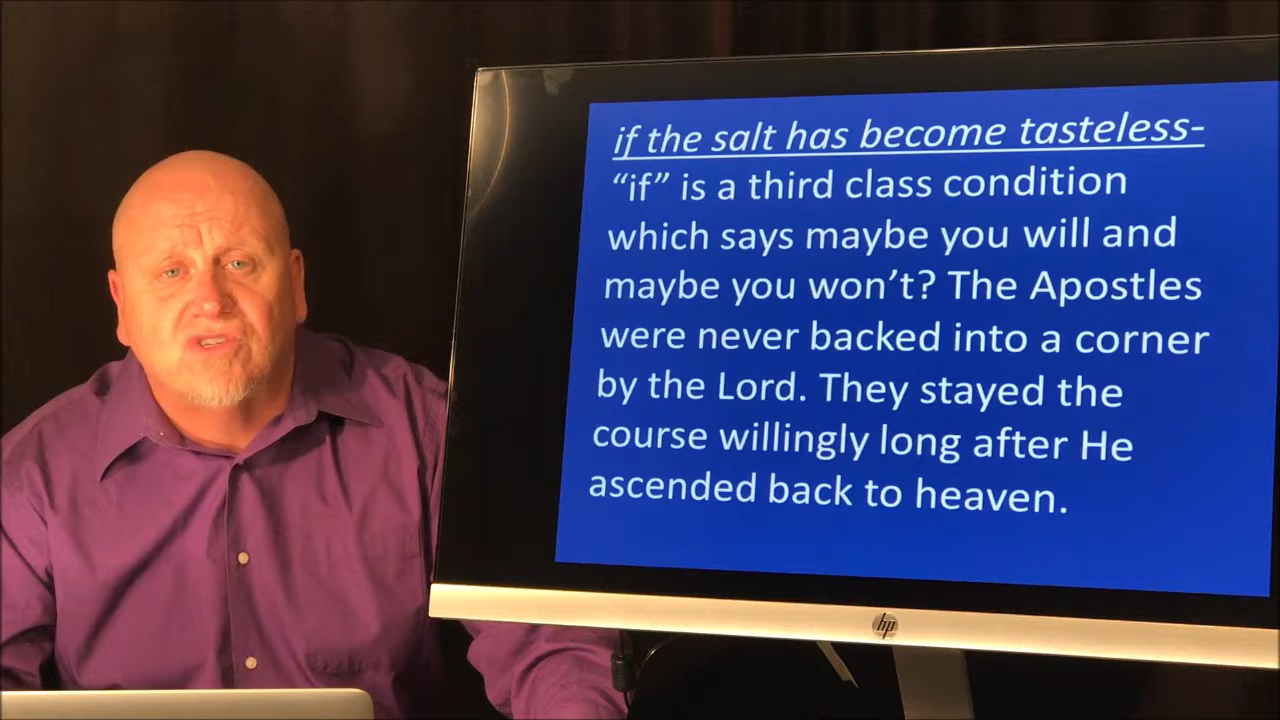 if the salt has become tasteless-
“if” is a third class condition
which says maybe you will and
maybe you won’t? The Apostles
were never backed into a corner
by the Lord. They stayed the
course willingly long after He
ascended back to heaven.
hp